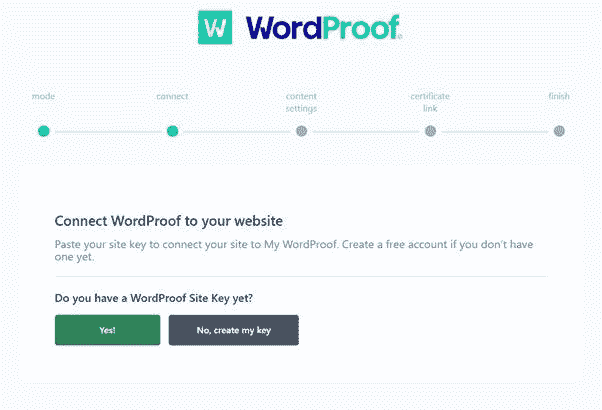 W WordProof
mode connect content settings certificate link finish
Connect WordProof to your website
Paste your site key to connect your site to My WordProof. Create a free account if you don't have
one yet.
Do you have a WordProof Site Key yet?
Yes! No, create my key